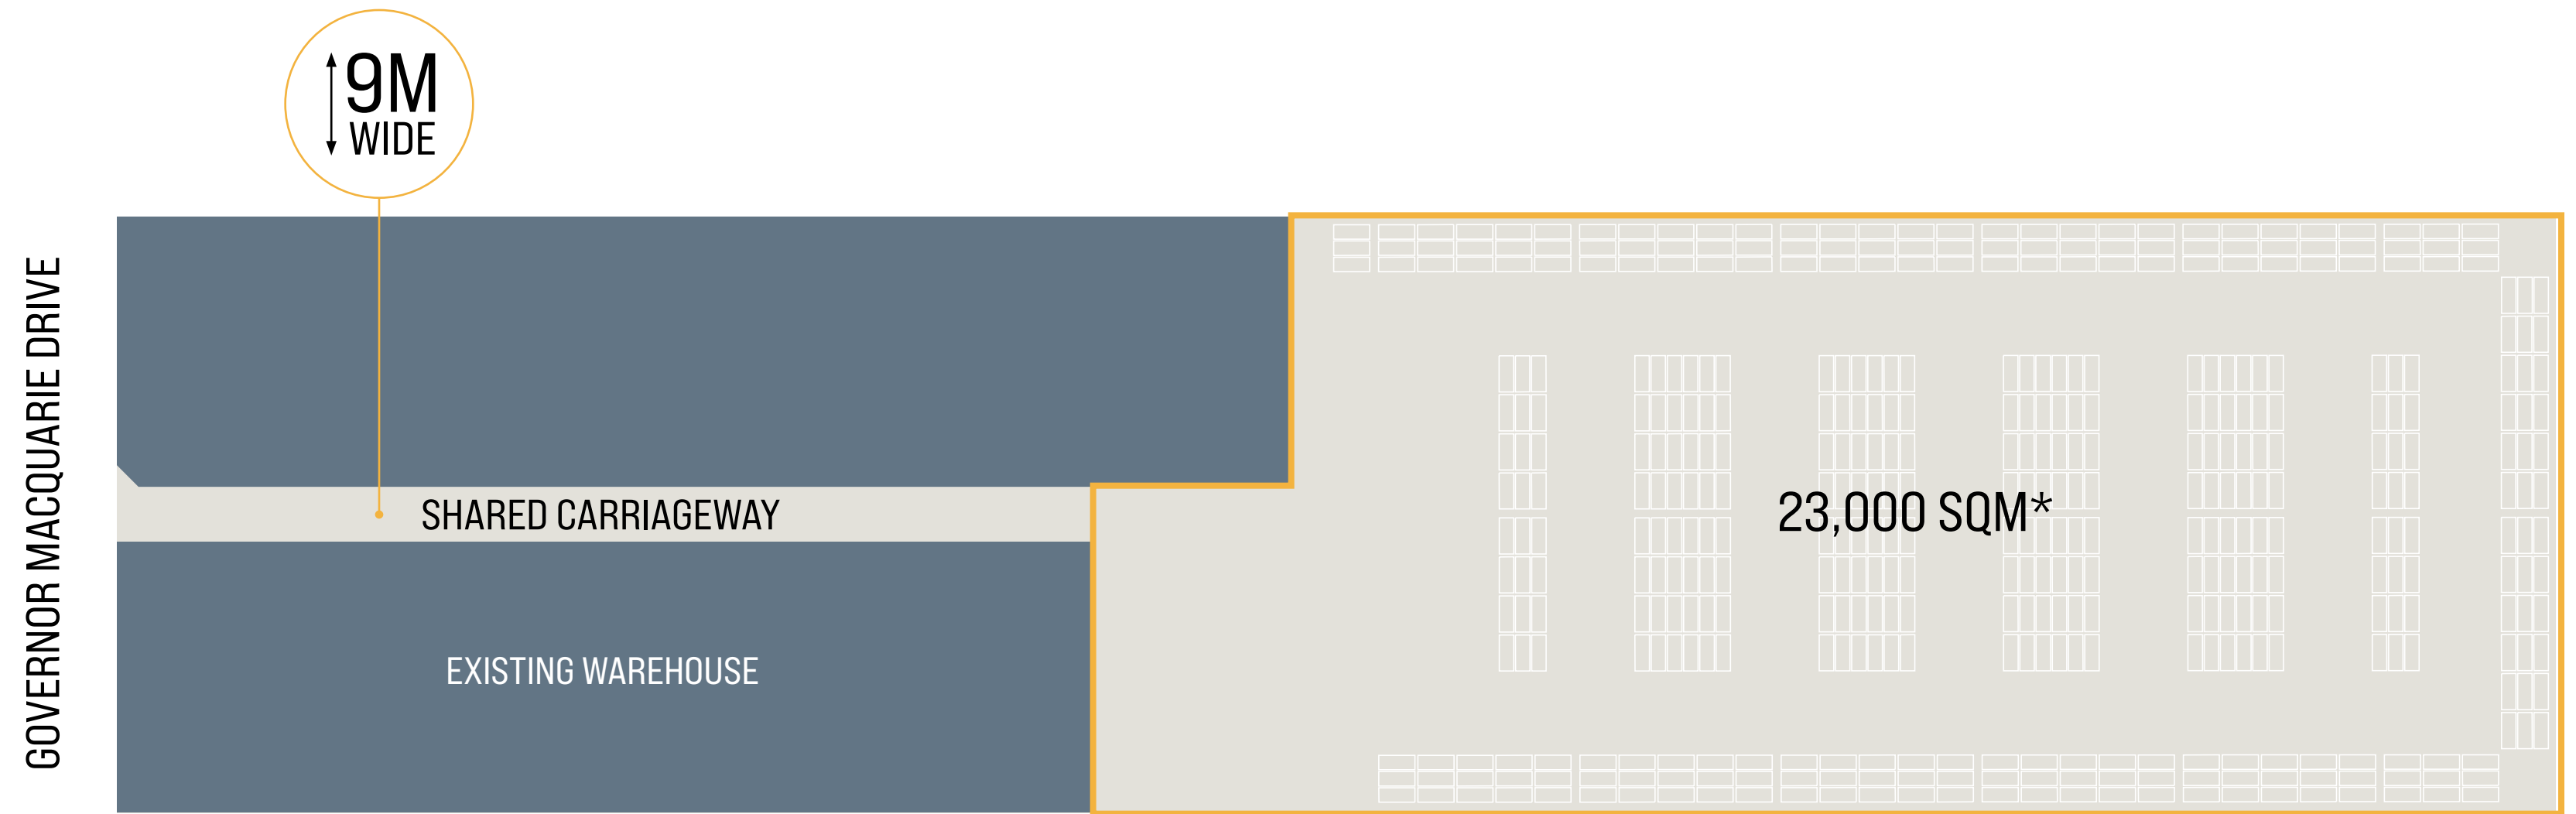 9M
WIDE
GOVERNOR MACQUARIE DRIVE
SHARED CARRIAGEWAY
23,000 SQM*
EXISTING WAREHOUSE